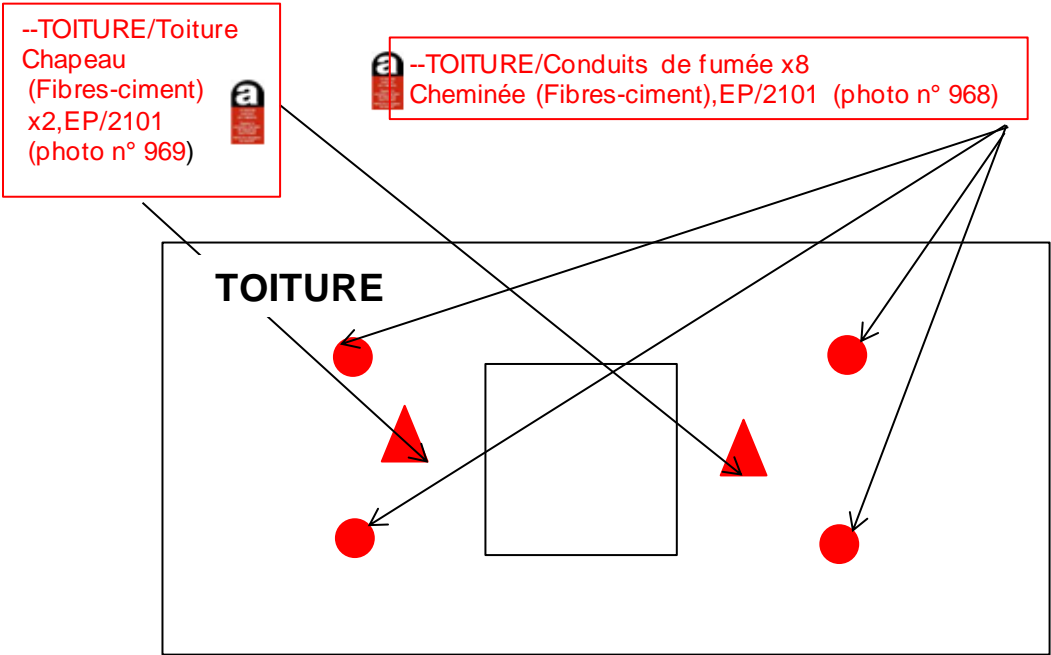 --TOITURE/Toiture
Chapeau
(Fibres-ciment)
x2,EP/2101
(photo n° 969)
--TOITURE/Conduits de fumée x8
Cheminée (Fibres-ciment),EP/2101 (photo n° 968)
TOITURE